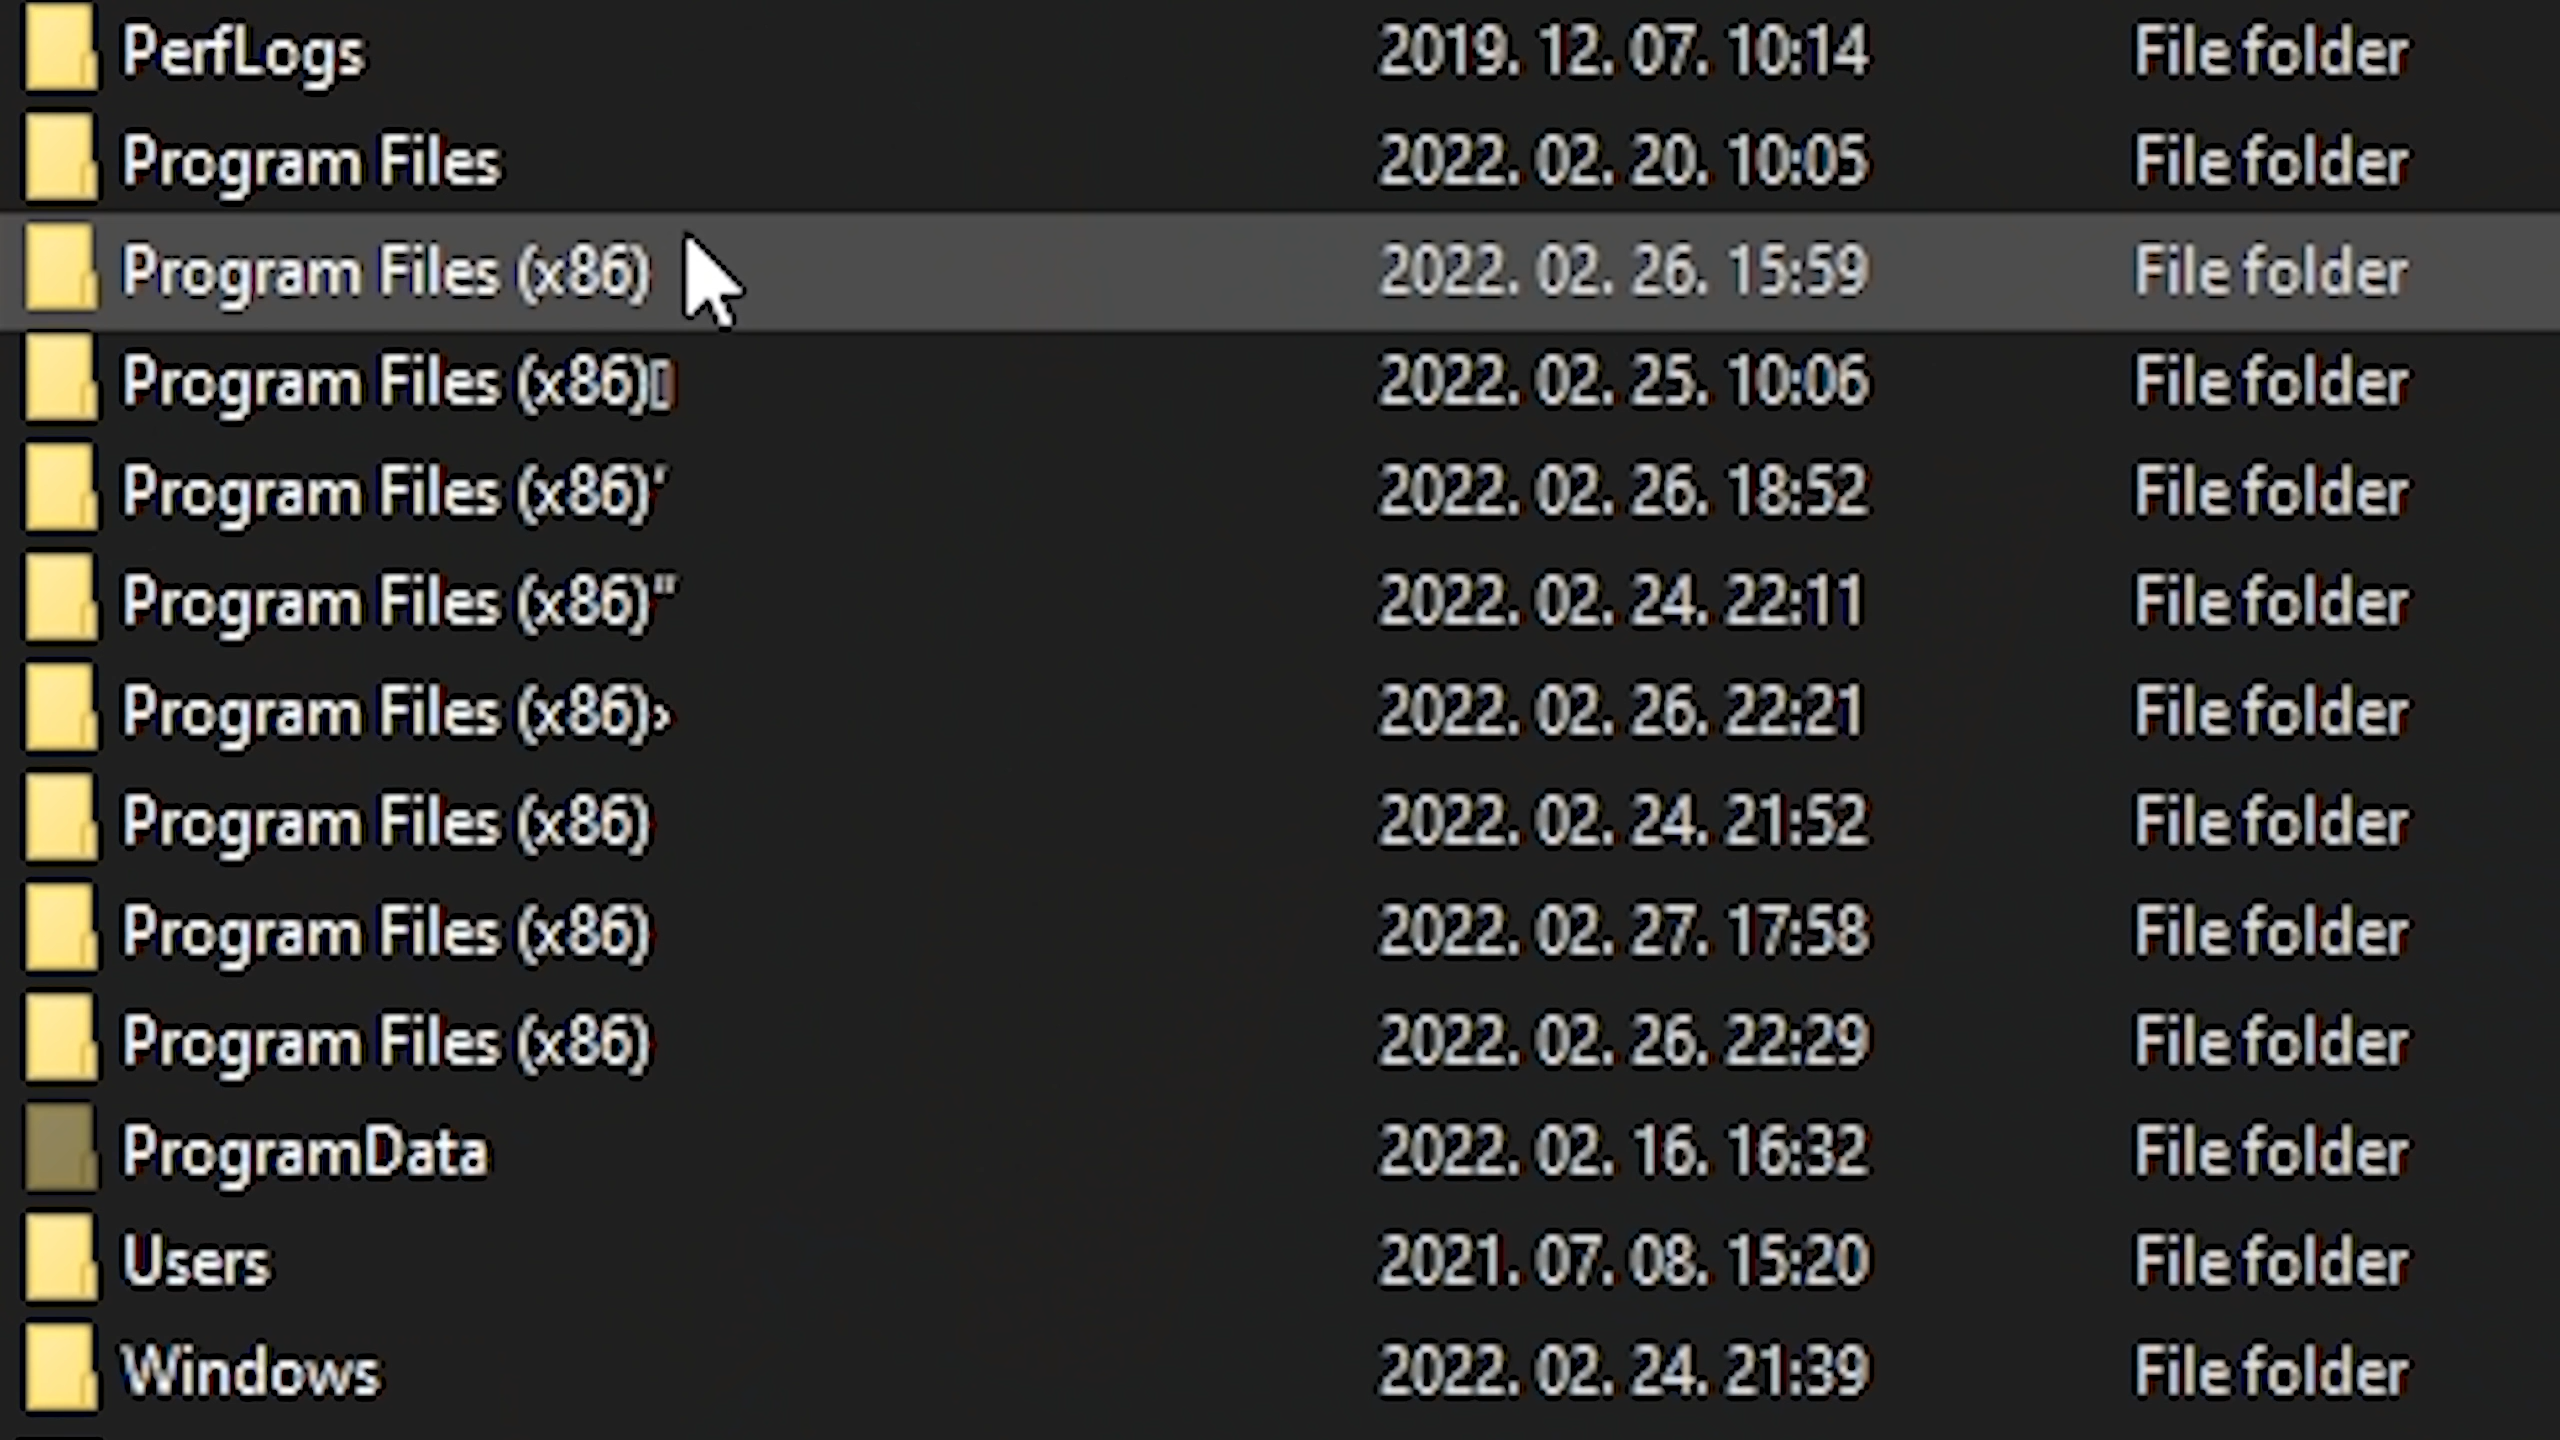 PerfLogs 2019. 12. 07. 10:14 File folder
Program Files 2022. 02. 20. 10:05 File folder
Program Files (x86) 2022. 02. 26. 15:59 File folder
Program Files (x86)▯ 2022. 02. 25. 10:06 File folder
Program Files (x86)’ 2022. 02. 26. 18:52 File folder
Program Files (x86)" 2022. 02. 24. 22:11 File folder
Program Files (x86)› 2022. 02. 26. 22:21 File folder
Program Files (x86) 2022. 02. 24. 21:52 File folder
Program Files (x86) 2022. 02. 27. 17:58 File folder
Program Files (x86) 2022. 02. 26. 22:29 File folder
ProgramData 2022. 02. 16. 16:32 File folder
Users 2021. 07. 08. 15:20 File folder
Windows 2022. 02. 24. 21:39 File folder